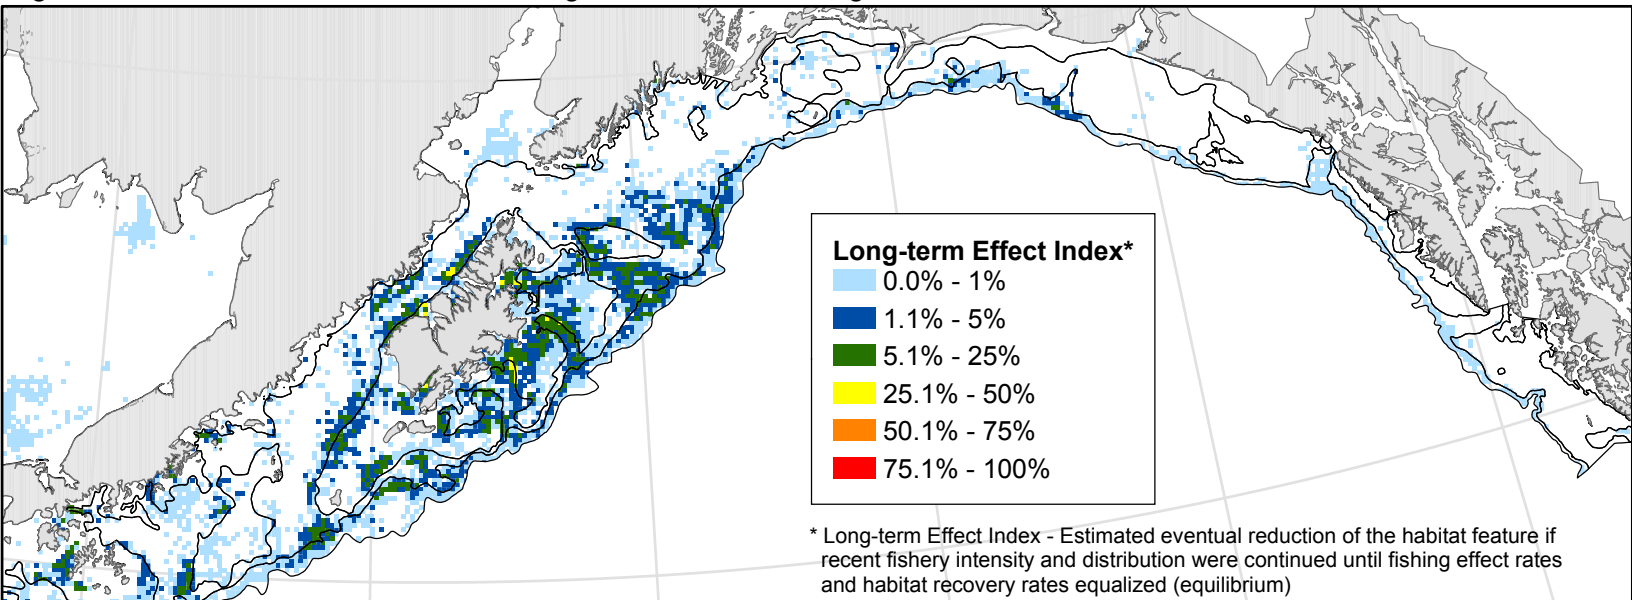 Long-term Effect Index*
0.0% - 1%
1.1% - 5%
5.1% - 25%
25.1% - 50%
50.1% - 75%
75.1% - 100%
* Long-term Effect Index - Estimated eventual reduction of the habitat feature if
recent fishery intensity and distribution were continued until fishing effect rates
and habitat recovery rates equalized (equilibrium)